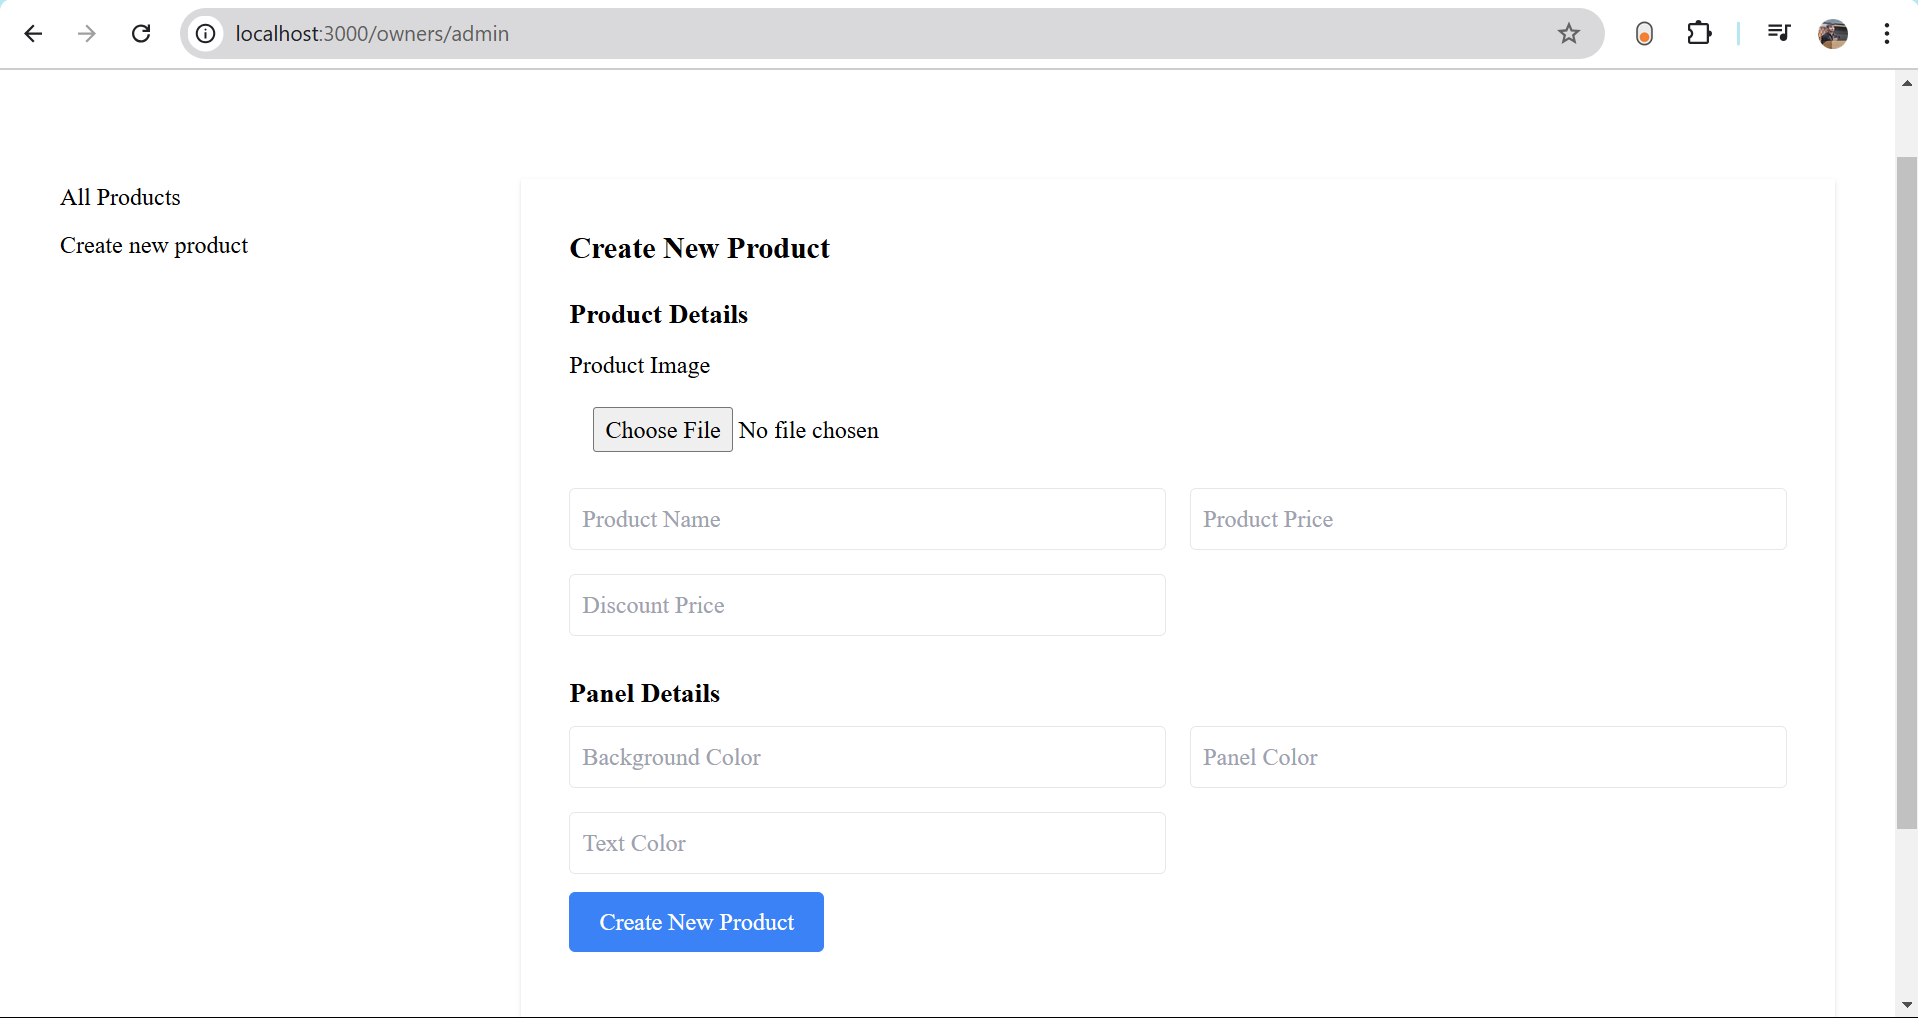 localhost:3000/owners/admin
All Products
Create new product
Create New Product
Product Details
Product Image
Choose File No file chosen
Product Name
Product Price
Discount Price
Panel Details
Background Color
Panel Color
Text Color
Create New Product